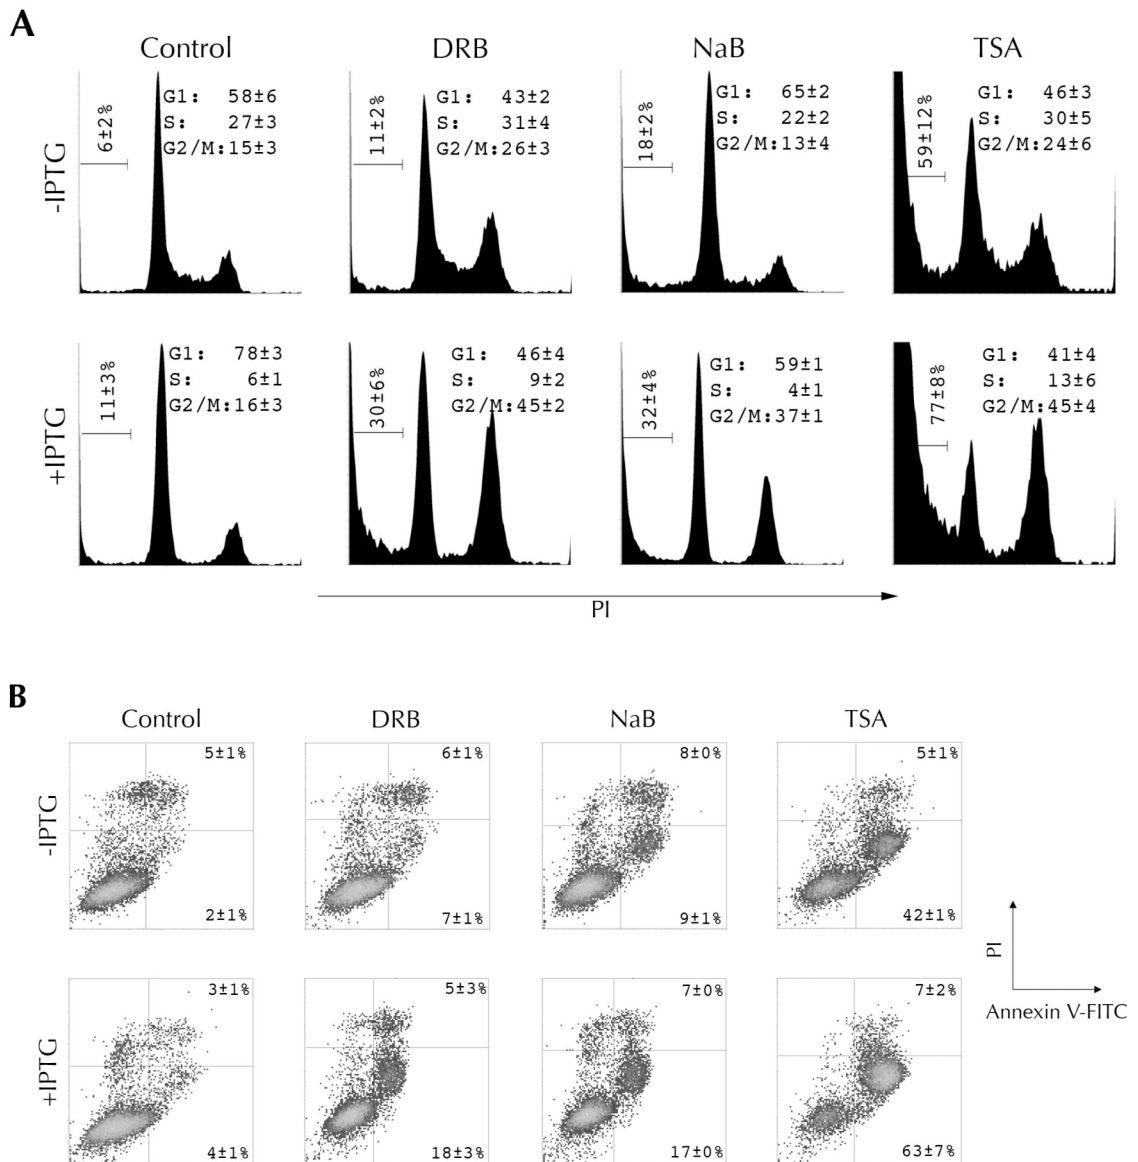 A
Control DRB NaB TSA
-IPTG
6±2%
G1: 58±6
S: 27±3
G2/M:15±3
11±2%
G1: 43±2
S: 31±4
G2/M:26±3
18±2%
G1: 65±2
S: 22±2
G2/M:13±4
59±12%
G1: 46±3
S: 30±5
G2/M:24±6
+IPTG
11±3%
G1: 78±3
S: 6±1
G2/M:16±3
30±6%
G1: 46±4
S: 9±2
G2/M:45±2
32±4%
G1: 59±1
S: 4±1
G2/M:37±1
77±8%
G1: 41±4
S: 13±6
G2/M:45±4
PI
B
Control DRB NaB TSA
-IPTG
5±1% 6±1% 8±0% 5±1%
2±1% 7±1% 9±1% 42±1%
+IPTG
3±1% 5±3% 7±0% 7±2%
4±1% 18±3% 17±0% 63±7%
PI
Annexin V-FITC